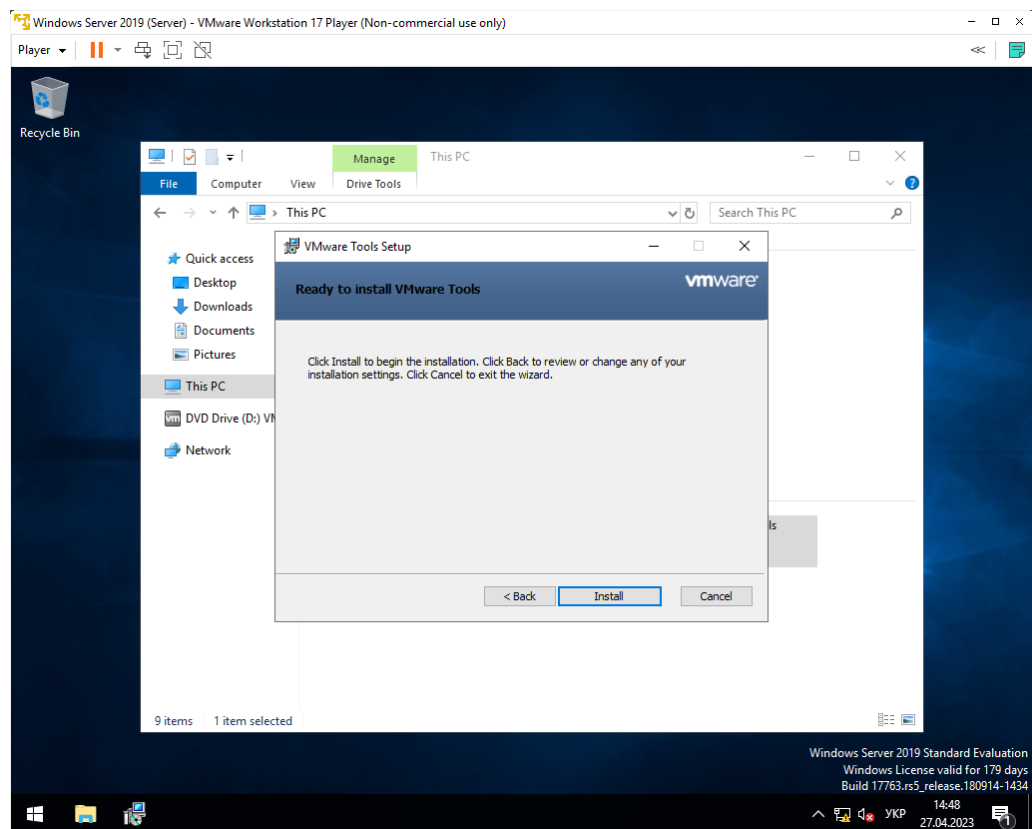 Windows Server 2019 (Server) - VMware Workstation 17 Player (Non-commercial use only)
Player
Recycle Bin
Manage This PC
File Computer View Drive Tools
This PC Search This PC
VMware Tools Setup
Quick access
Desktop
Downloads
Documents
Pictures
This PC
DVD Drive (D:) VM
Network
Ready to install VMware Tools
vmware
Click Install to begin the installation. Click Back to review or change any of your
installation settings. Click Cancel to exit the wizard.
ls
< Back Install Cancel
9 items 1 item selected
Windows Server 2019 Standard Evaluation
Windows License valid for 179 days
Build 17763.rs5_release.180914-1434
УКР 14:48
27.04.2023
1